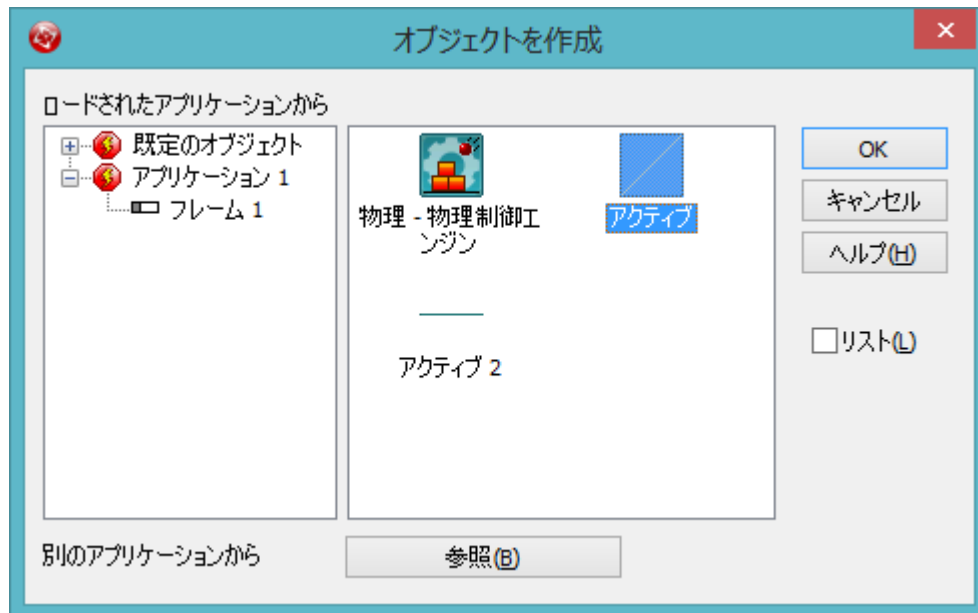 オブジェクトを作成
ロードされたアプリケーションから
既定のオブジェクト
アプリケーション 1
フレーム 1
物理 - 物理制御エ
ンジン
アクティブ
アクティブ 2
OK
キャンセル
ヘルプ(H)
リスト(L)
別のアプリケーションから
参照(B)